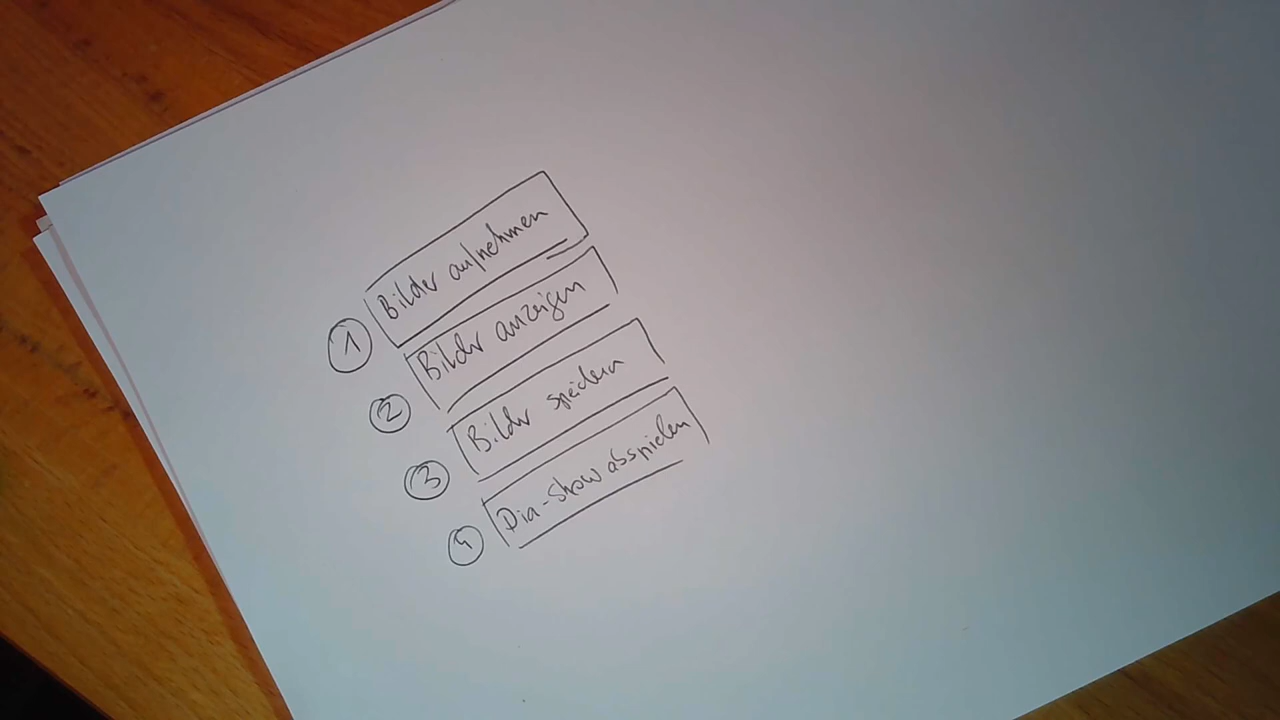 ① Bilder aufnehmen
② Bilder anzeigen
③ Bilder speichern
④ Dia-Show abspielen